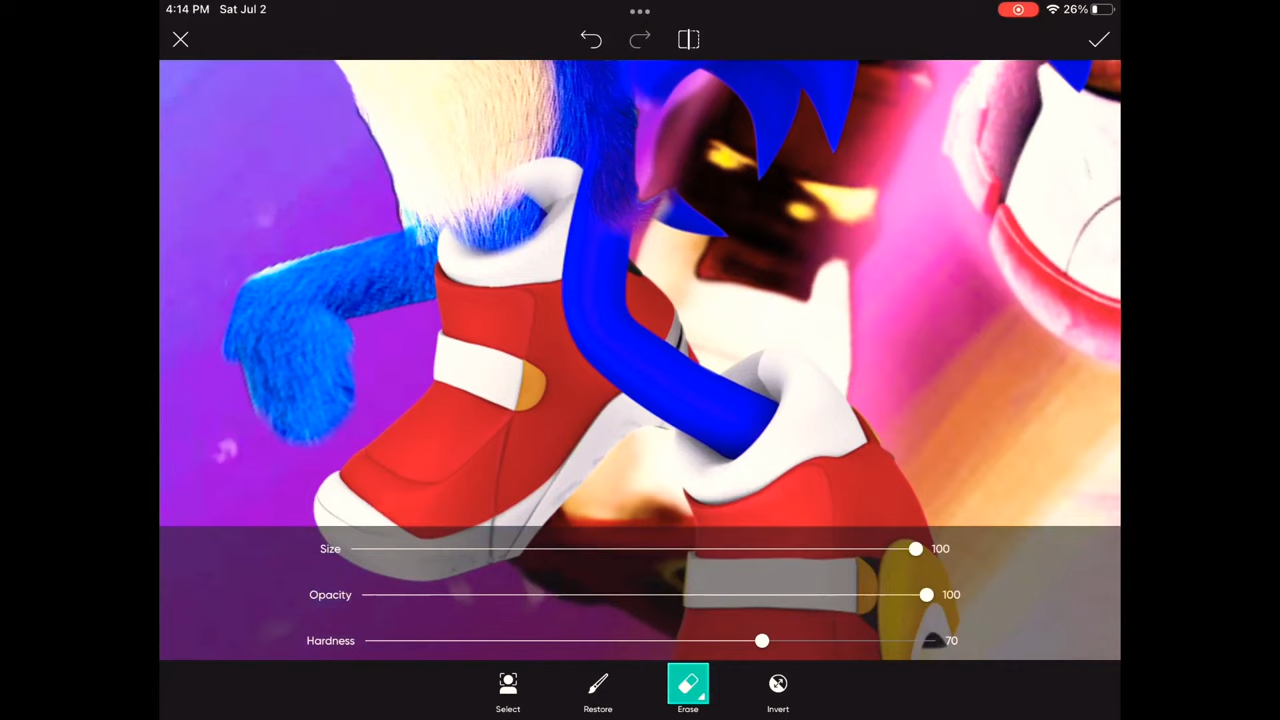 4:14 PM Sat Jul 2
26%
Size 100
Opacity 100
Hardness 70
Select Restore Erase Invert